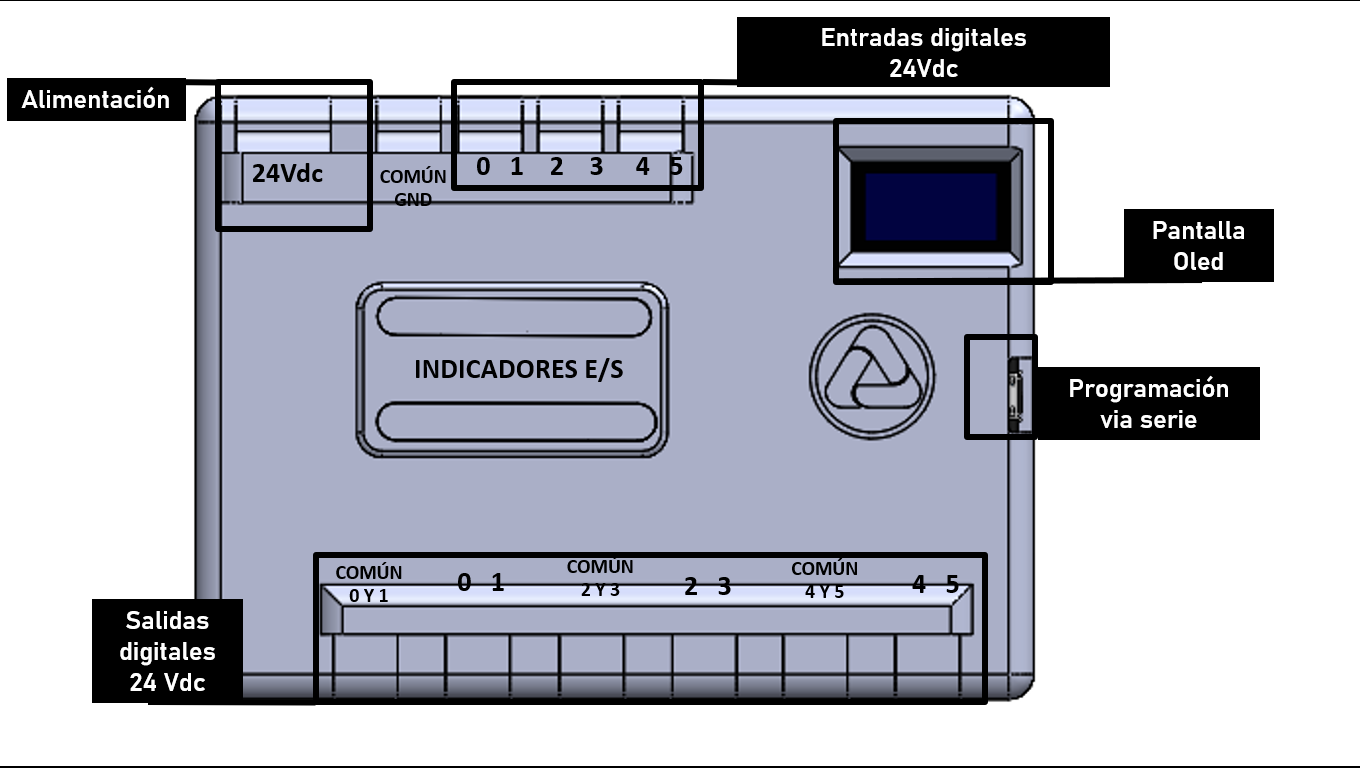 Entradas digitales
24Vdc
Alimentación
24Vdc
COMÚN
GND
0 1 2 3 4 5
Pantalla
Oled
INDICADORES E/S
Programación
via serie
COMÚN
0 Y 1
0 1
COMÚN
2 Y 3
2 3
COMÚN
4 Y 5
4 5
Salidas
digitales
24 Vdc